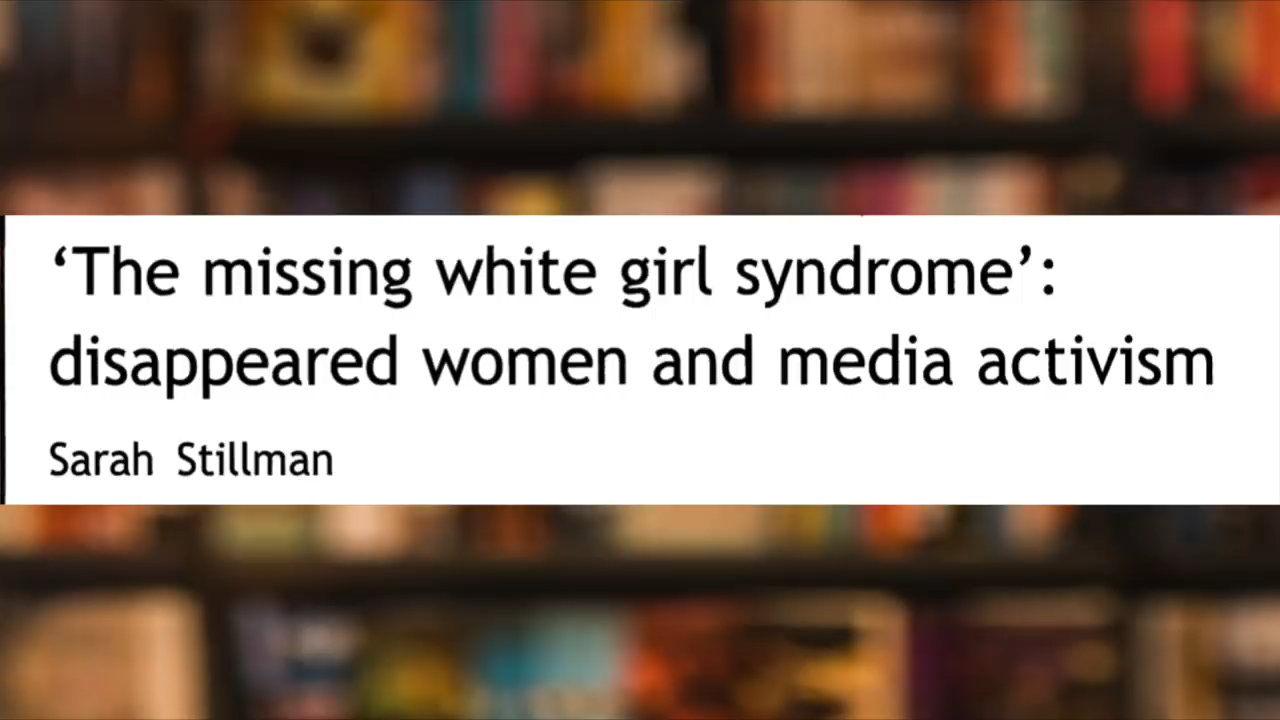 ‘The missing white girl syndrome’:
disappeared women and media activism
Sarah Stillman